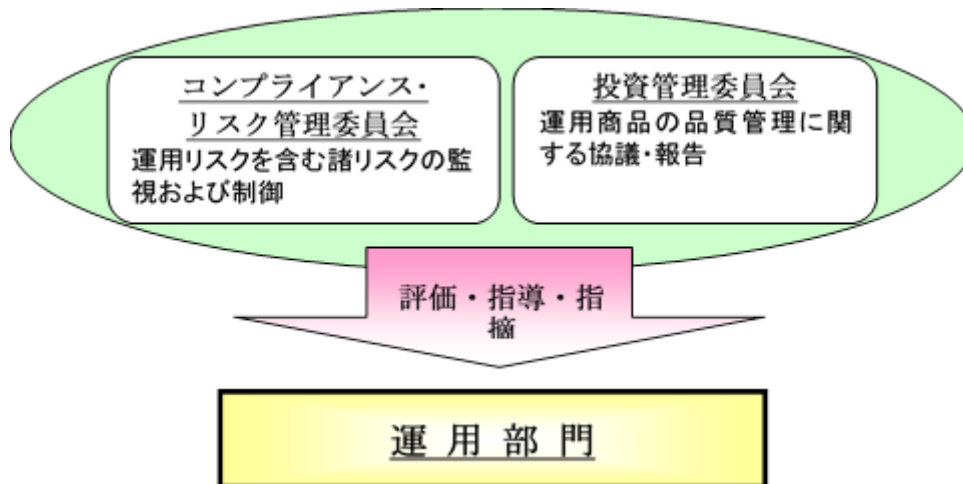 コンプライアンス・
リスク管理委員会
運用リスクを含む諸リスクの監
視および制御
投資管理委員会
運用商品の品質管理に関
する協議・報告
評価・指導・指
摘
運用部門